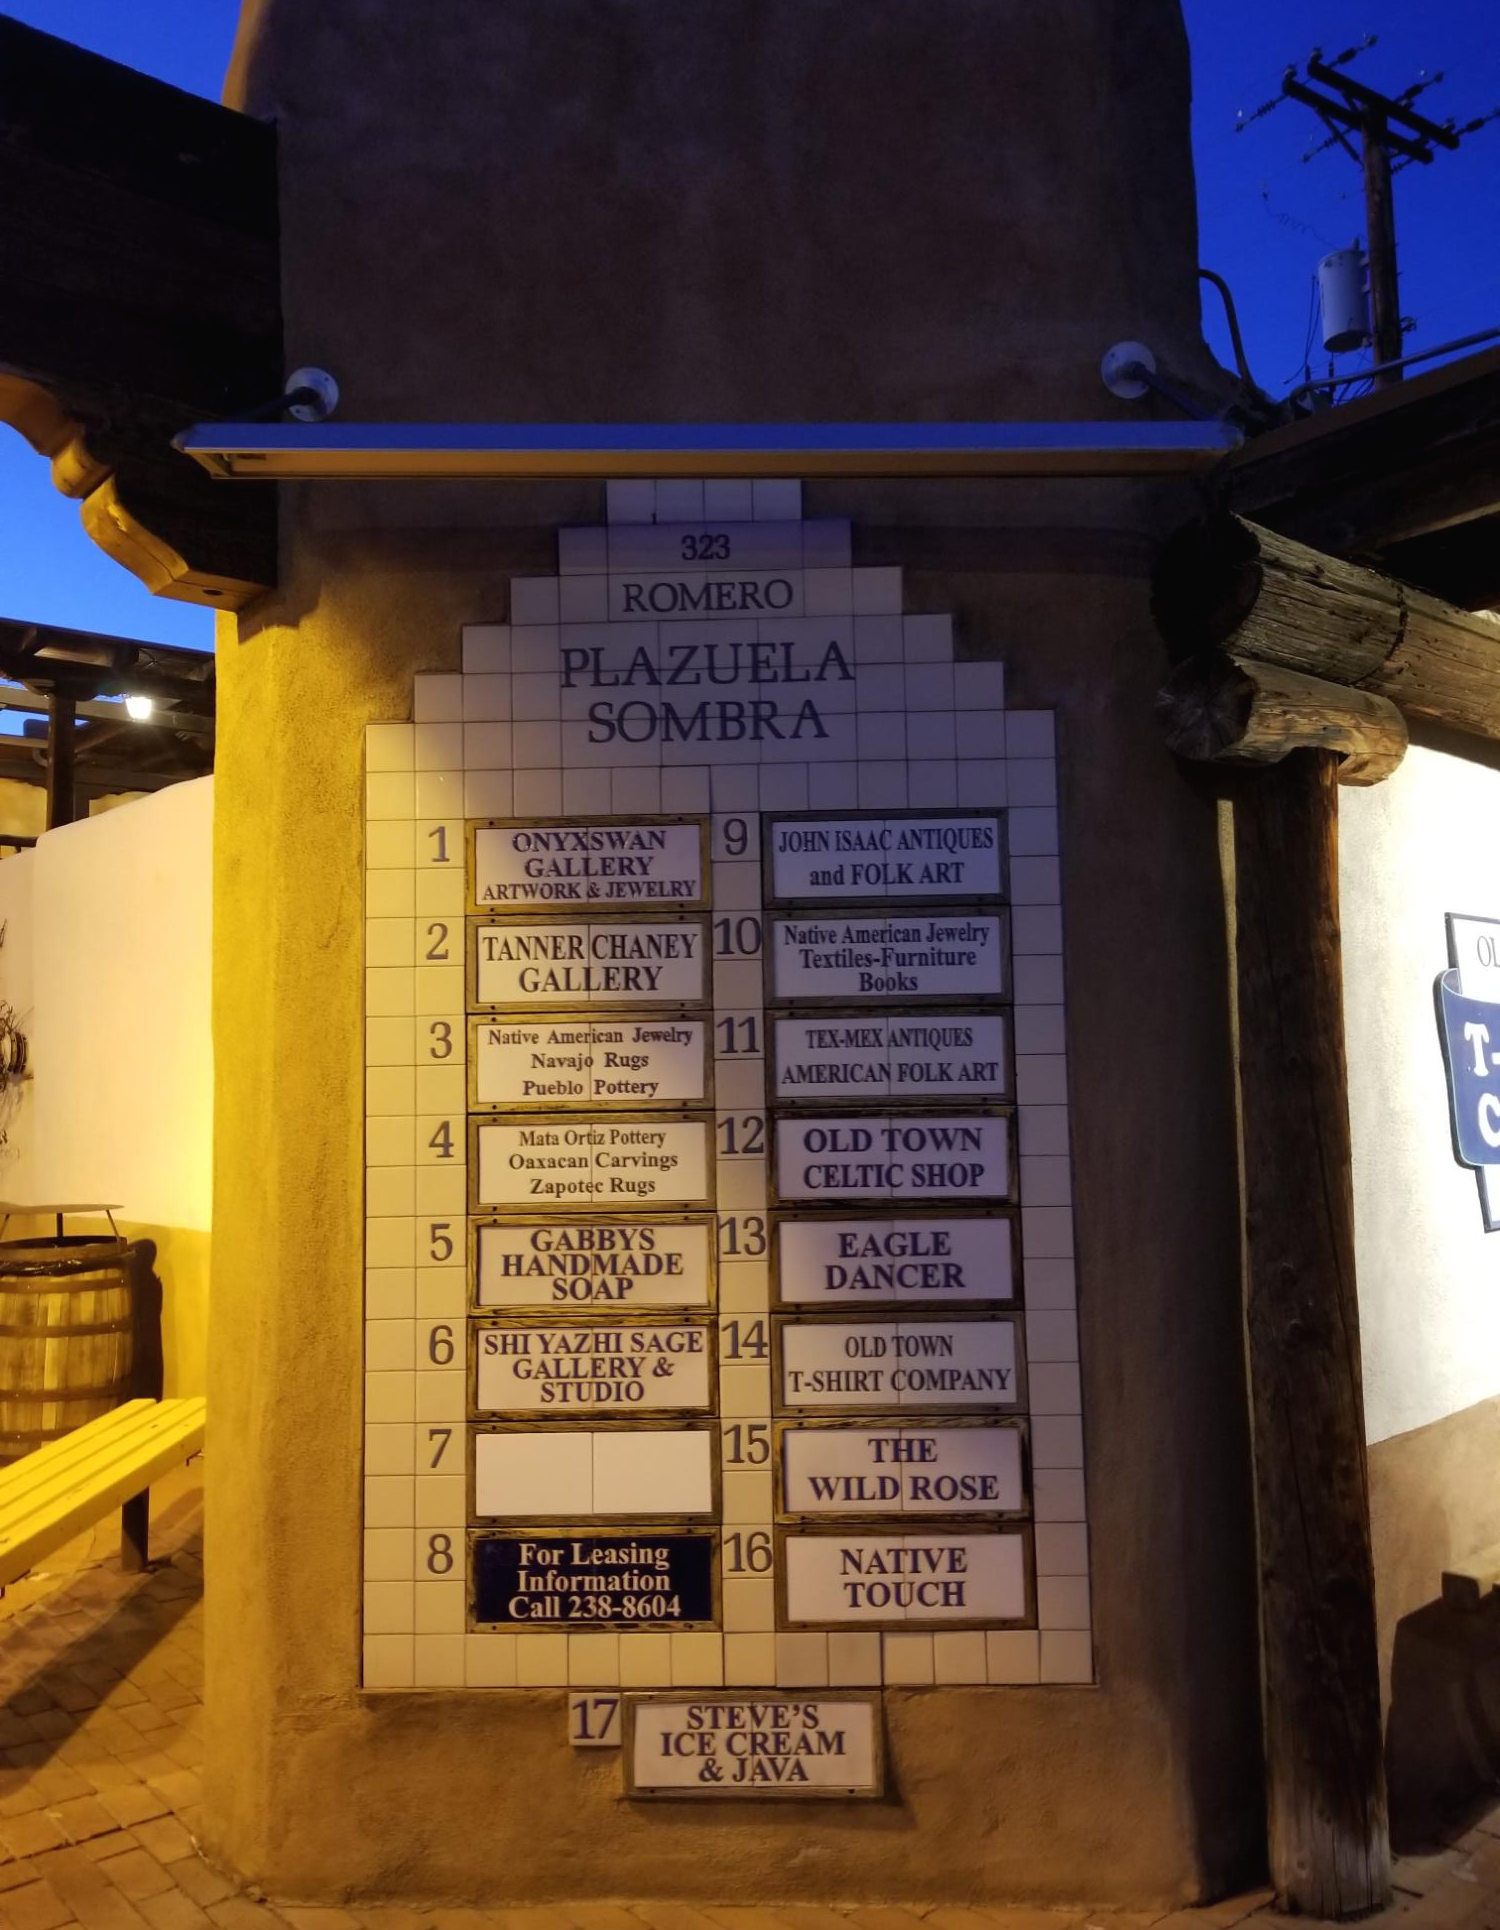 323
ROMERO
PLAZUELA
SOMBRA
1
ONYXSWAN
GALLERY
ARTWORK & JEWELRY
2
TANNER CHANEY
GALLERY
3
Native American Jewelry
Navajo Rugs
Pueblo Pottery
4
Mata Ortiz Pottery
Oaxacan Carvings
Zapotec Rugs
5
GABBYS
HANDMADE
SOAP
6
SHI YAZHI SAGE
GALLERY &
STUDIO
7
8
For Leasing
Information
Call 238-8604
9
JOHN ISAAC ANTIQUES
and FOLK ART
10
Native American Jewelry
Textiles-Furniture
Books
11
TEX-MEX ANTIQUES
AMERICAN FOLK ART
12
OLD TOWN
CELTIC SHOP
13
EAGLE
DANCER
14
OLD TOWN
T-SHIRT COMPANY
15
THE
WILD ROSE
16
NATIVE
TOUCH
17
STEVE'S
ICE CREAM
& JAVA
OL
T-
C